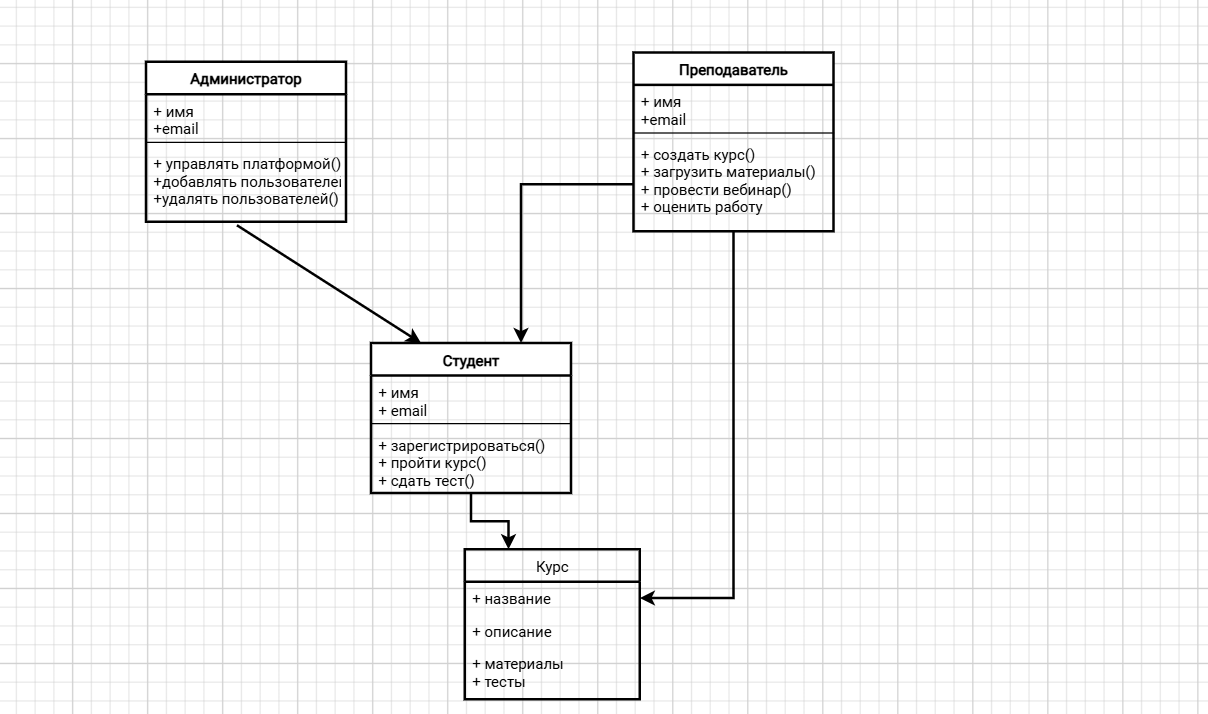 Администратор
+ имя
+email
+ управлять платформой()
+добавлять пользователе
+удалять пользователей()
Преподаватель
+ имя
+email
+ создать курс()
+ загрузить материалы()
+ провести вебинар()
+ оценить работу
Студент
+ имя
+ email
+ зарегистрироваться()
+ пройти курс()
+ сдать тест()
Курс
+ название
+ описание
+ материалы
+ тесты